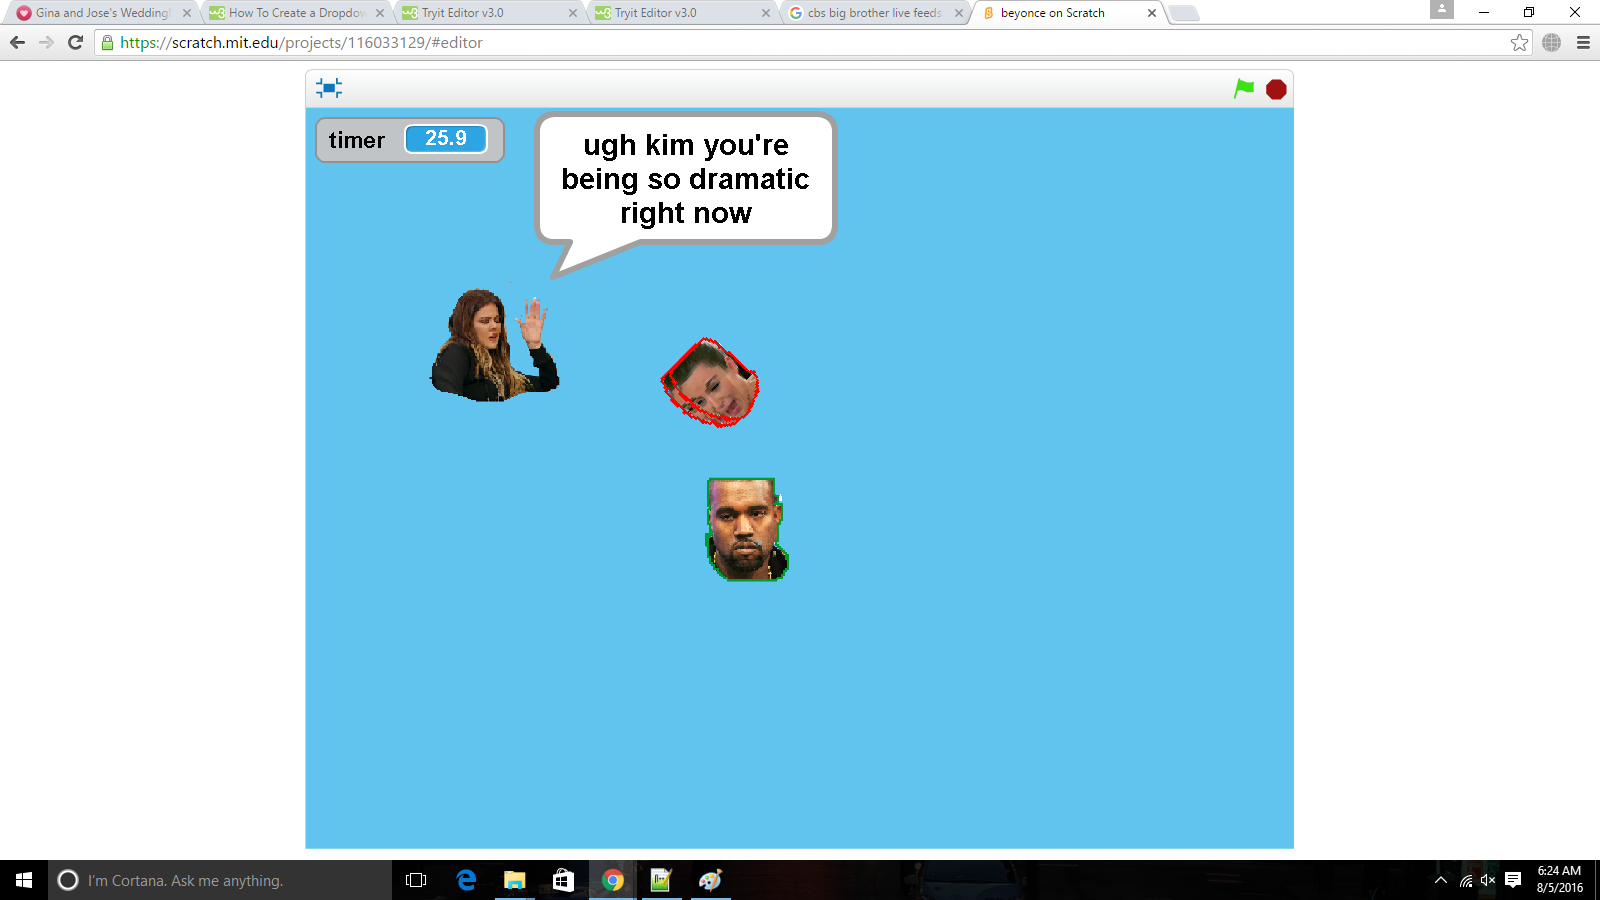 Gina and Jose's Wedding!
How To Create a Dropdow
Tryit Editor v3.0
Tryit Editor v3.0
cbs big brother live feeds
beyonce on Scratch
https://scratch.mit.edu/projects/116033129/#editor
timer 25.9
ugh kim you're
being so dramatic
right now
I'm Cortana. Ask me anything.
6:24 AM
8/5/2016